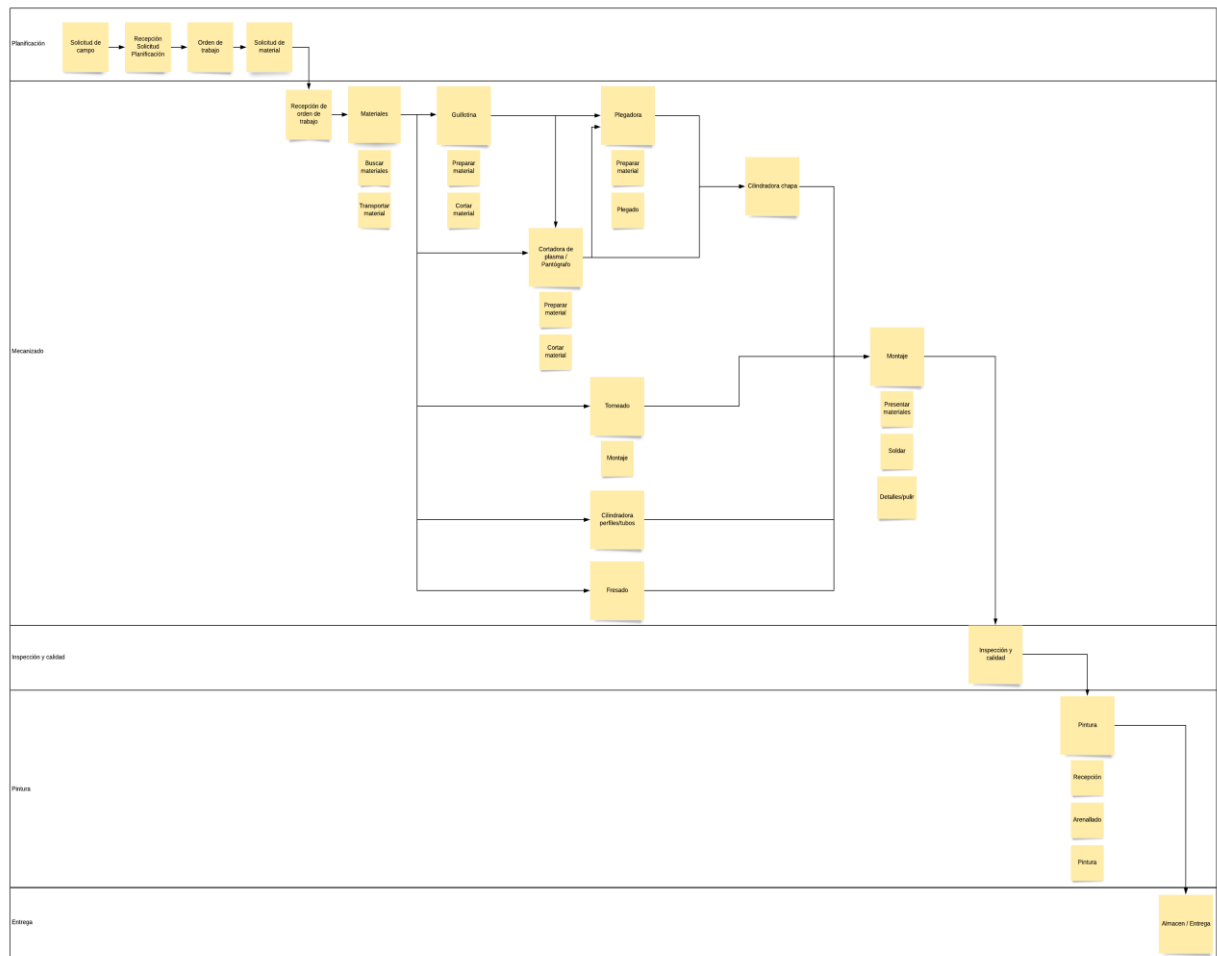 Planificación
Solicitud de
campo
Recepción
Solicitud
Planificación
Orden de
trabajo
Solicitud de
material
Mecanizado
Recepción de
orden de
trabajo
Materiales
Buscar
materiales
Transportar
material
Guillotina
Preparar
material
Cortar
material
Plegadora
Preparar
material
Plegado
Cilindradora chapa
Cortadora de
plasma /
Pantógrafo
Preparar
material
Cortar
material
Torneado
Montaje
Cilindradora
perfiles/tubos
Fresado
Montaje
Presentar
materiales
Soldar
Detalles/pulir
Inspección y calidad
Inspección y
calidad
Pintura
Pintura
Recepción
Arenallado
Pintura
Entrega
Almacen / Entrega